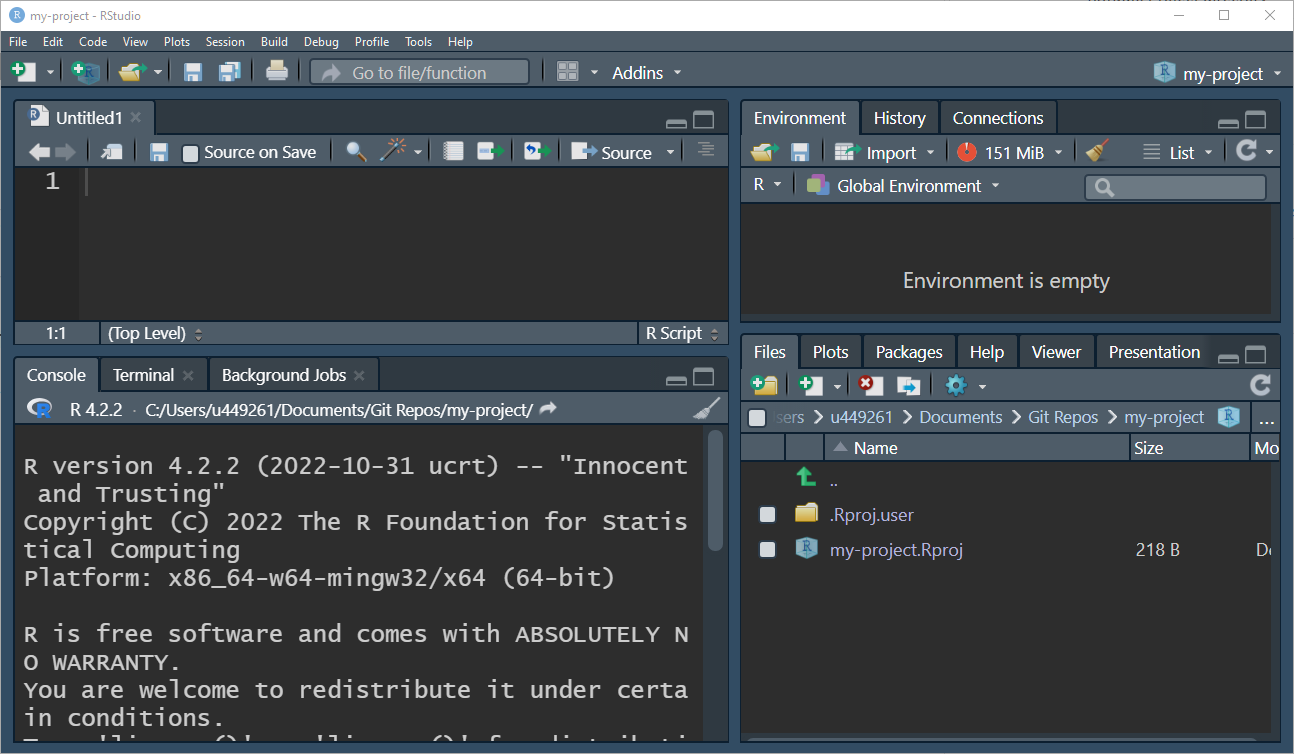 my-project - RStudio
File Edit Code View Plots Session Build Debug Profile Tools Help
Go to file/function Addins my-project
Untitled1
Source on Save Source
1
1:1 (Top Level) R Script
Console Terminal Background Jobs
R 4.2.2 · C:/Users/u449261/Documents/Git Repos/my-project/
R version 4.2.2 (2022-10-31 ucrt) -- "Innocent
and Trusting"
Copyright (C) 2022 The R Foundation for Statis
tical Computing
Platform: x86_64-w64-mingw32/x64 (64-bit)
R is free software and comes with ABSOLUTELY N
O WARRANTY.
You are welcome to redistribute it under certa
in conditions.
Environment History Connections
Import 151 MiB List
R Global Environment
Environment is empty
Files Plots Packages Help Viewer Presentation
sers u449261 Documents Git Repos my-project ...
Name Size Mo
..
.Rproj.user
my-project.Rproj 218 B